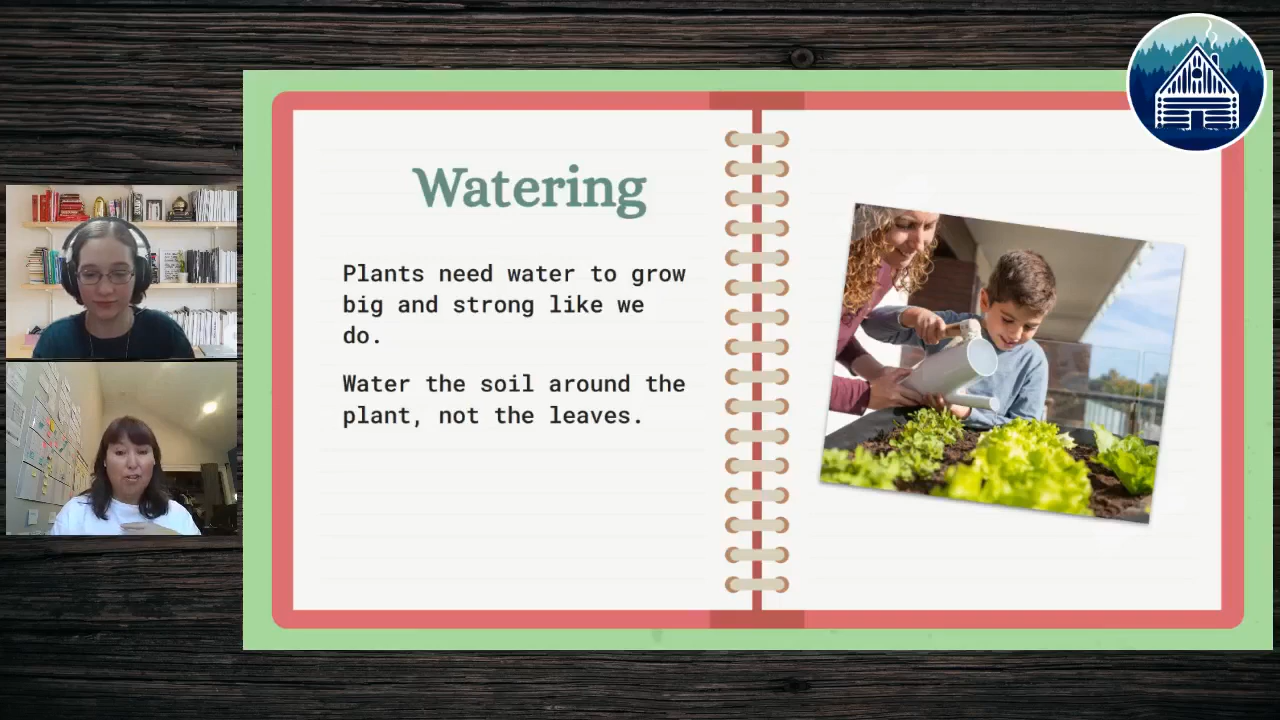 Watering
Plants need water to grow
big and strong like we
do.
Water the soil around the
plant, not the leaves.